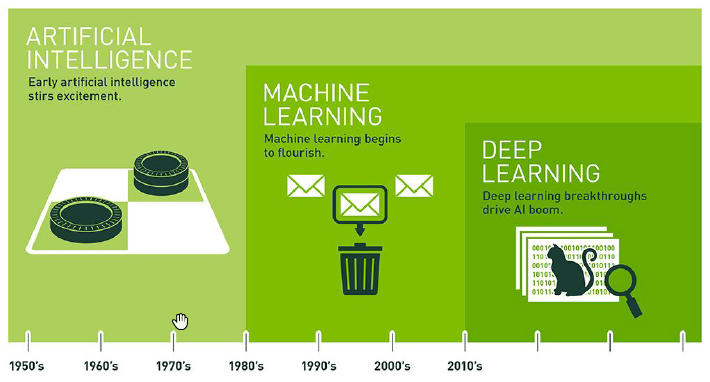 ARTIFICIAL
INTELLIGENCE
Early artificial intelligence
stirs excitement.
MACHINE
LEARNING
Machine learning begins
to flourish.
DEEP
LEARNING
Deep learning breakthroughs
drive AI boom.
1950's
1960's
1970's
1980's
1990's
2000's
2010's